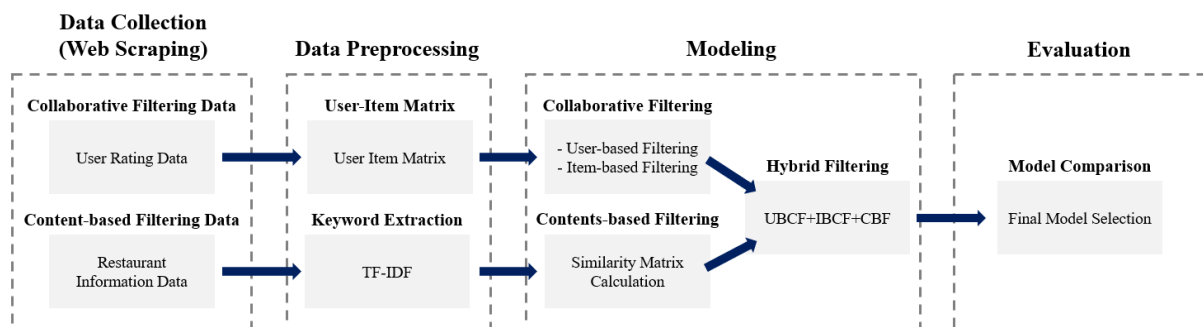 Data Collection
(Web Scraping)
Data Preprocessing
Modeling
Evaluation
Collaborative Filtering Data
User Rating Data
Content-based Filtering Data
Restaurant
Information Data
User-Item Matrix
User Item Matrix
Keyword Extraction
TF-IDF
Collaborative Filtering
- User-based Filtering
- Item-based Filtering
Contents-based Filtering
Similarity Matrix
Calculation
Hybrid Filtering
UBCF+IBCF+CBF
Model Comparison
Final Model Selection